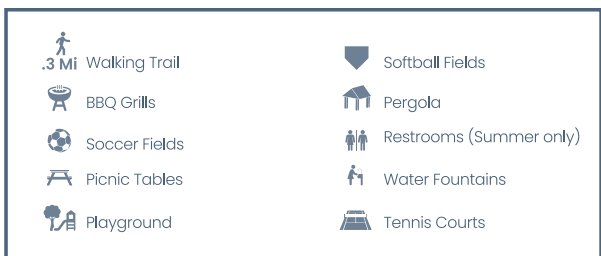 .3 Mi Walking Trail
BBQ Grills
Soccer Fields
Picnic Tables
Playground
Softball Fields
Pergola
Restrooms (Summer only)
Water Fountains
Tennis Courts